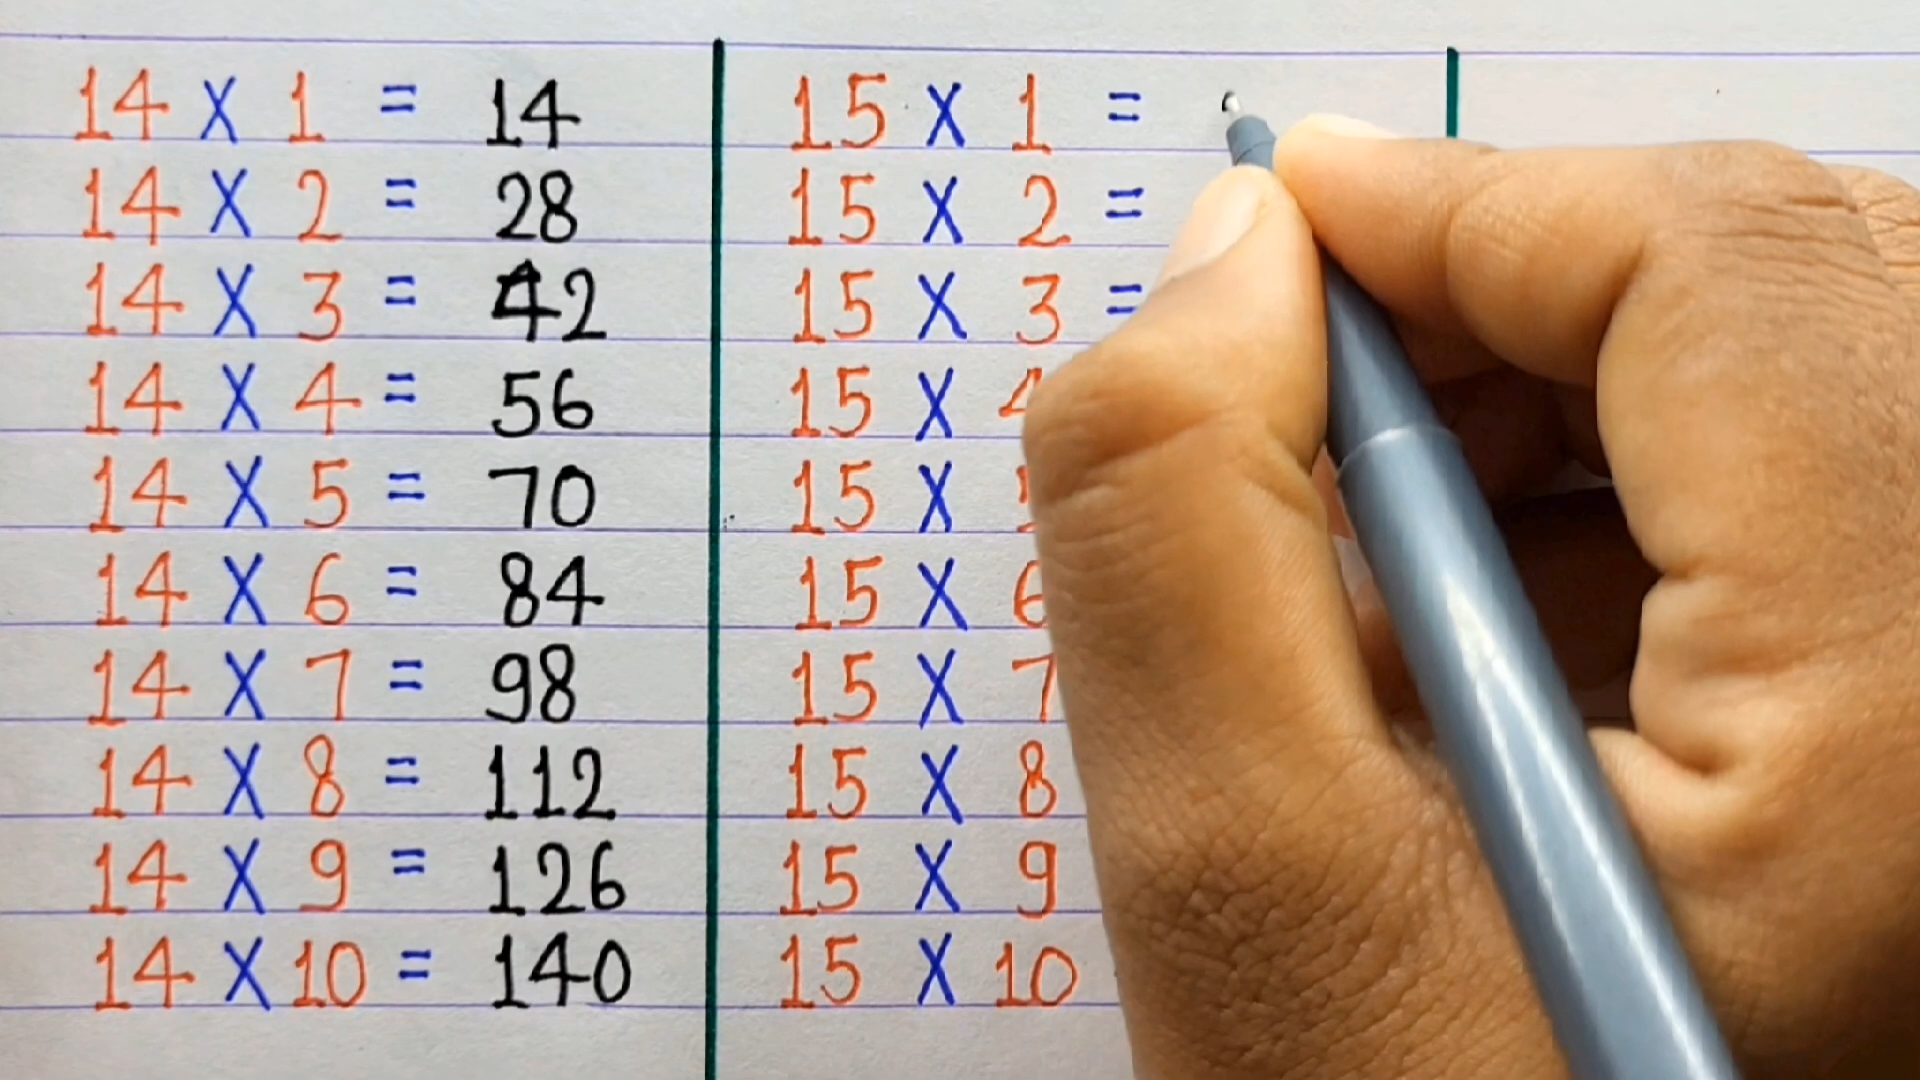 14 X 1 = 14
14 X 2 = 28
14 X 3 = 42
14 X 4 = 56
14 X 5 = 70
14 X 6 = 84
14 X 7 = 98
14 X 8 = 112
14 X 9 = 126
14 X 10 = 140
15 X 1 =
15 X 2 =
15 X 3 =
15 X 4
15 X
15 X 6
15 X 7
15 X 8
15 X 9
15 X 10